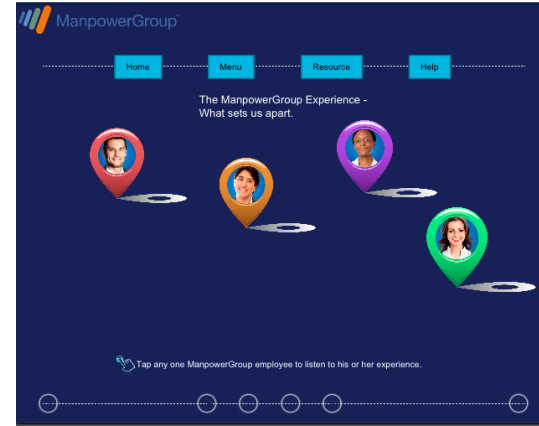 ManpowerGroup™
Home Menu Resource Help
The ManpowerGroup Experience -
What sets us apart.
Tap any one ManpowerGroup employee to listen to his or her experience.